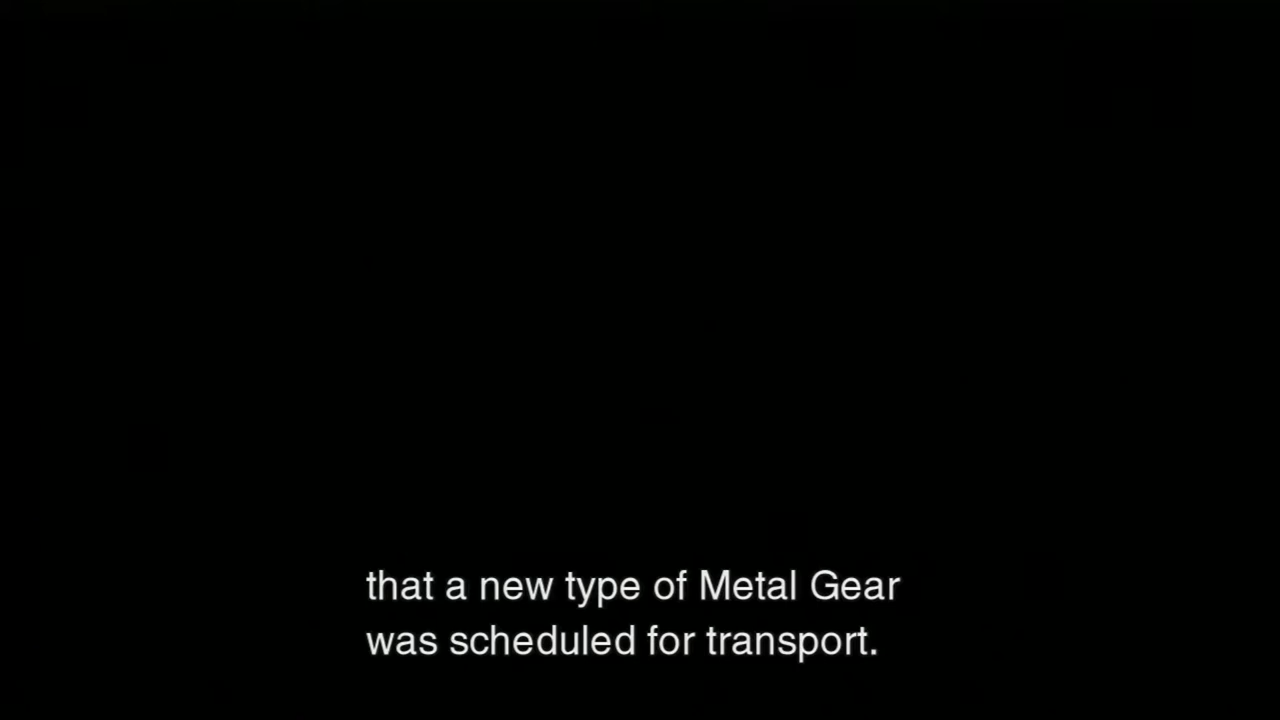 that a new type of Metal Gear
was scheduled for transport.